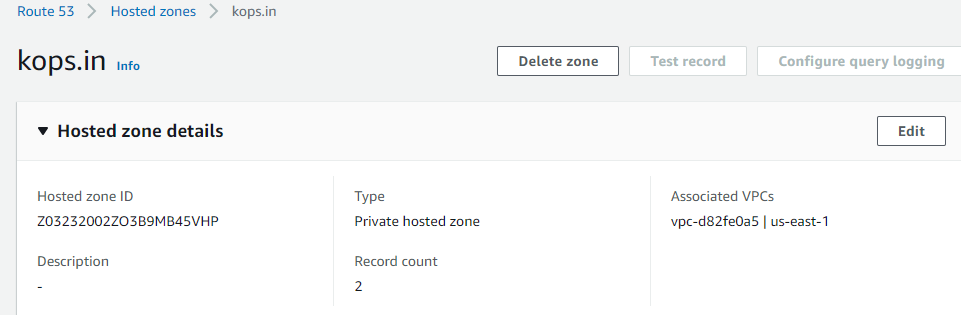 Route 53 > Hosted zones > kops.in
kops.in Info
Delete zone
Test record
Configure query logging
Hosted zone details
Edit
Hosted zone ID
Z03232002ZO3B9MB45VHP
Description
-
Type
Private hosted zone
Record count
2
Associated VPCs
vpc-d82fe0a5 | us-east-1